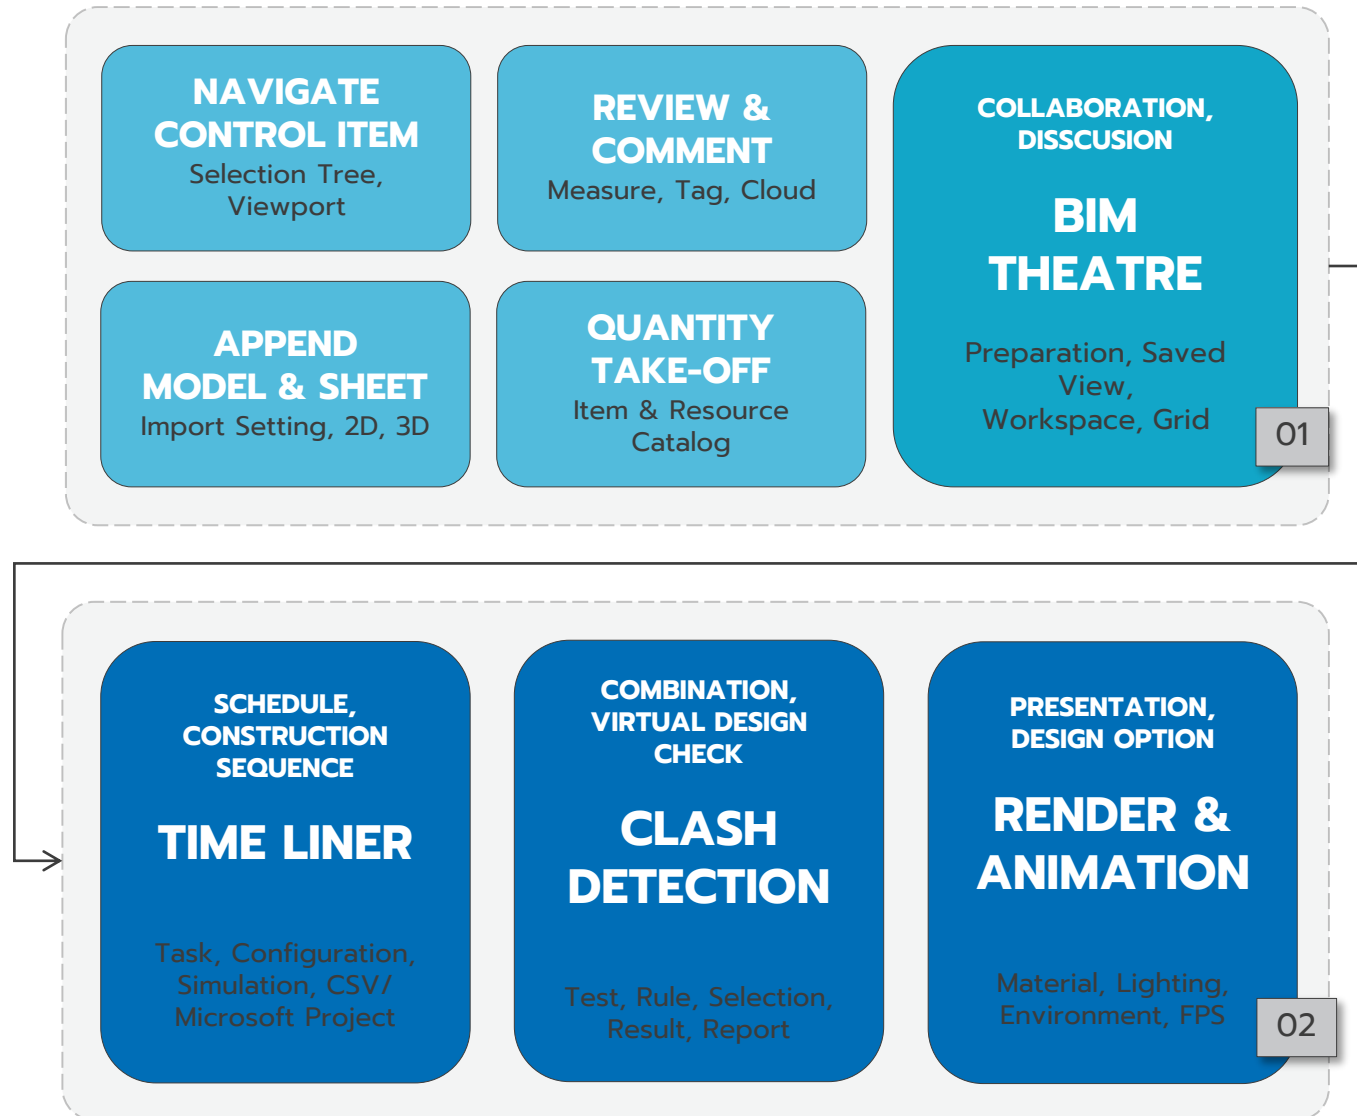 NAVIGATE
CONTROL ITEM
Selection Tree,
Viewport
REVIEW &
COMMENT
Measure, Tag, Cloud
APPEND
MODEL & SHEET
Import Setting, 2D, 3D
QUANTITY
TAKE-OFF
Item & Resource
Catalog
COLLABORATION,
DISSCUSION
BIM
THEATRE
Preparation, Saved
View,
Workspace, Grid
01
SCHEDULE,
CONSTRUCTION
SEQUENCE
TIME LINER
Task, Configuration,
Simulation, CSV/
Microsoft Project
COMBINATION,
VIRTUAL DESIGN
CHECK
CLASH
DETECTION
Test, Rule, Selection,
Result, Report
PRESENTATION,
DESIGN OPTION
RENDER &
ANIMATION
Material, Lighting,
Environment, FPS
02